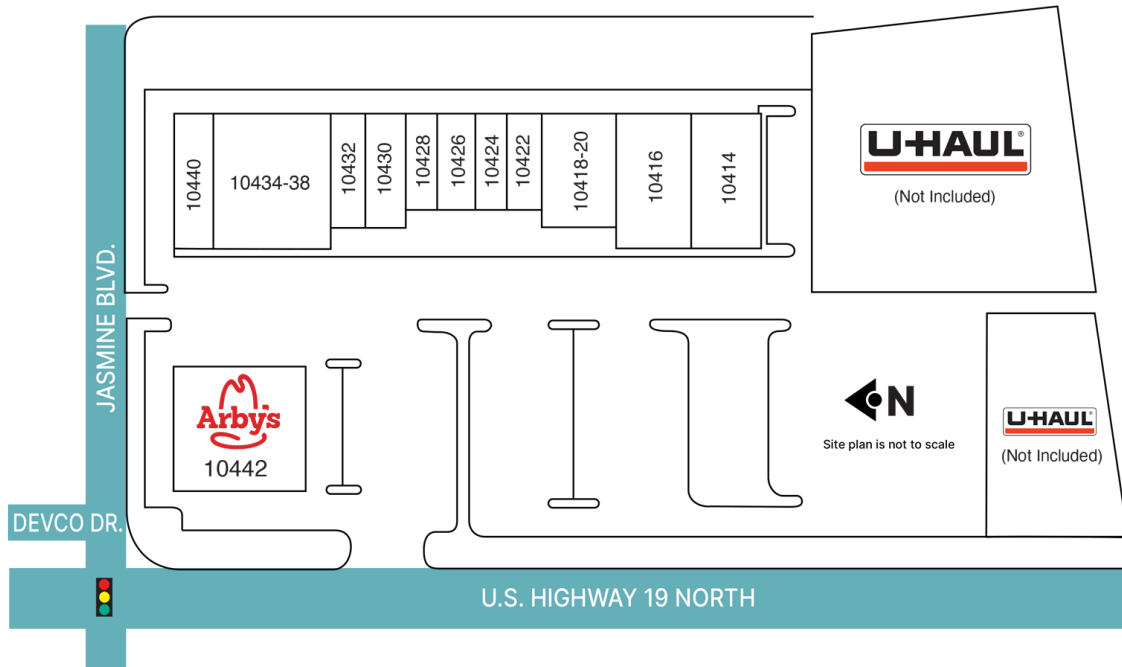 U-HAUL®
(Not Included)
10440
10434-38
10432
10430
10428
10426
10424
10422
10418-20
10416
10414
JASMINE BLVD.
Arby's
10442
N
Site plan is not to scale
U-HAUL®
(Not Included)
DEVCO DR.
U.S. HIGHWAY 19 NORTH